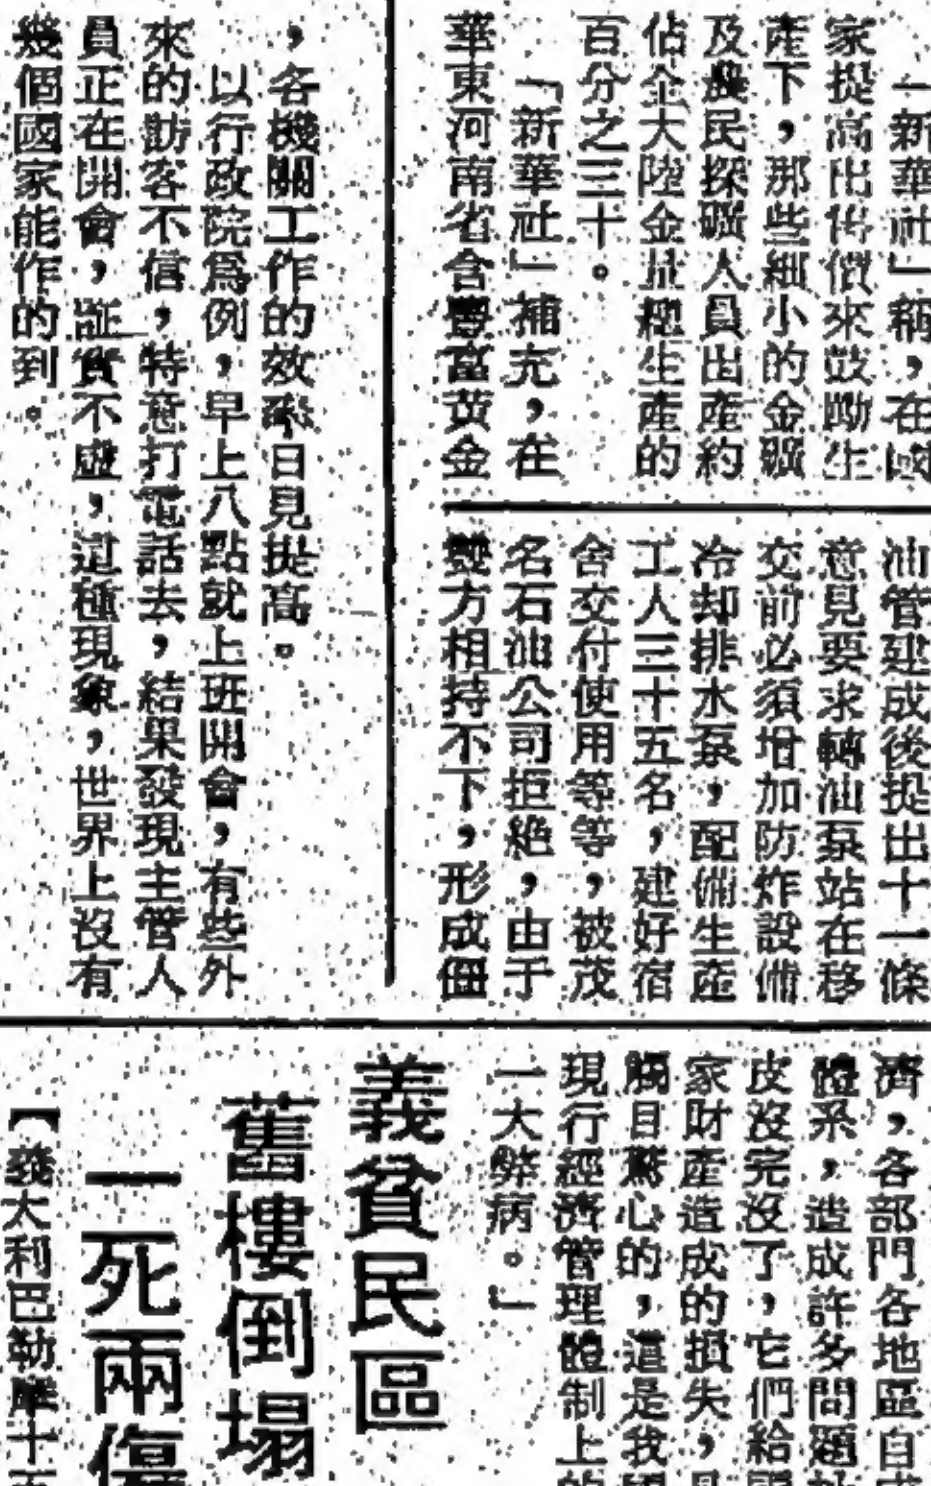 「新華社」稱，在國
家提高出售價來鼓勵生
產下，那些細小的金礦
及農民探礦人員出產約
佔全大陸金子總生產的
百分之三十。
「新華社」補充，在
華東河南省含豐富黃金
油管建成後提出十一條
意見要求轉油泵站在移
交前必須增加防炸設備
冷却排水泵，配備生產
工人三十五名，建好宿
舍交付使用等等，被茂
名石油公司拒絶，由于
雙方相持不下，形成僵
，各機關工作的效率日見提高。
以行政院爲例，早上八點就上班開會，有些外
來的訪客不信，特意打電話去，結果發現主管人
員正在開會，證實不虛，這種現象，世界上沒有
幾個國家能作的到。
濟，各部門各地區自成
體系，造成許多問題扯
皮沒完沒了，它們給國
家財產造成的損失，是
觸目驚心的，這是我國
現行經濟管理體制上的
一大弊病。」
義貧民區
舊樓倒塌
一死兩傷
【義太利巴勒摩十